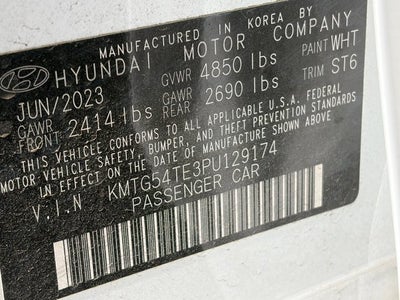 MANUFACTURED IN KOREA BY
HYUNDAI MOTOR COMPANY
JUN/2023 GVWR 4850 lbs PAINT WHT
GAWR FRONT 2414 lbs GAWR REAR 2690 lbs TRIM ST6
THIS VEHICLE CONFORMS TO ALL APPLICABLE U.S.A. FEDERAL
MOTOR VEHICLE SAFETY, BUMPER, AND THEFT PREVENTION STANDARDS
IN EFFECT ON THE DATE OF MANUFACTURE SHOWN ABOVE.
V.I.N KMTG54TE3PU129174
PASSENGER CAR